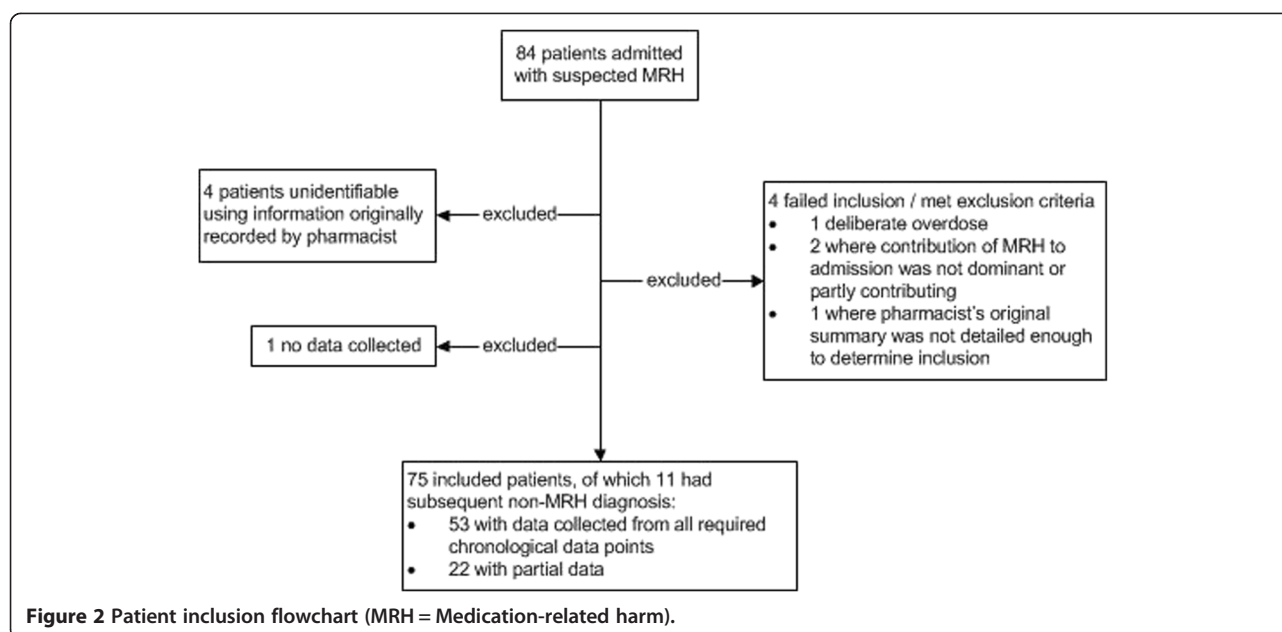 84 patients admitted
with suspected MRH
4 patients unidentifiable
using information originally
recorded by pharmacist
excluded
4 failed inclusion / met exclusion criteria
• 1 deliberate overdose
• 2 where contribution of MRH to
admission was not dominant or
partly contributing
• 1 where pharmacist's original
summary was not detailed enough
to determine inclusion
excluded
1 no data collected
excluded
75 included patients, of which 11 had
subsequent non-MRH diagnosis:
• 53 with data collected from all required
chronological data points
• 22 with partial data
Figure 2 Patient inclusion flowchart (MRH = Medication-related harm).